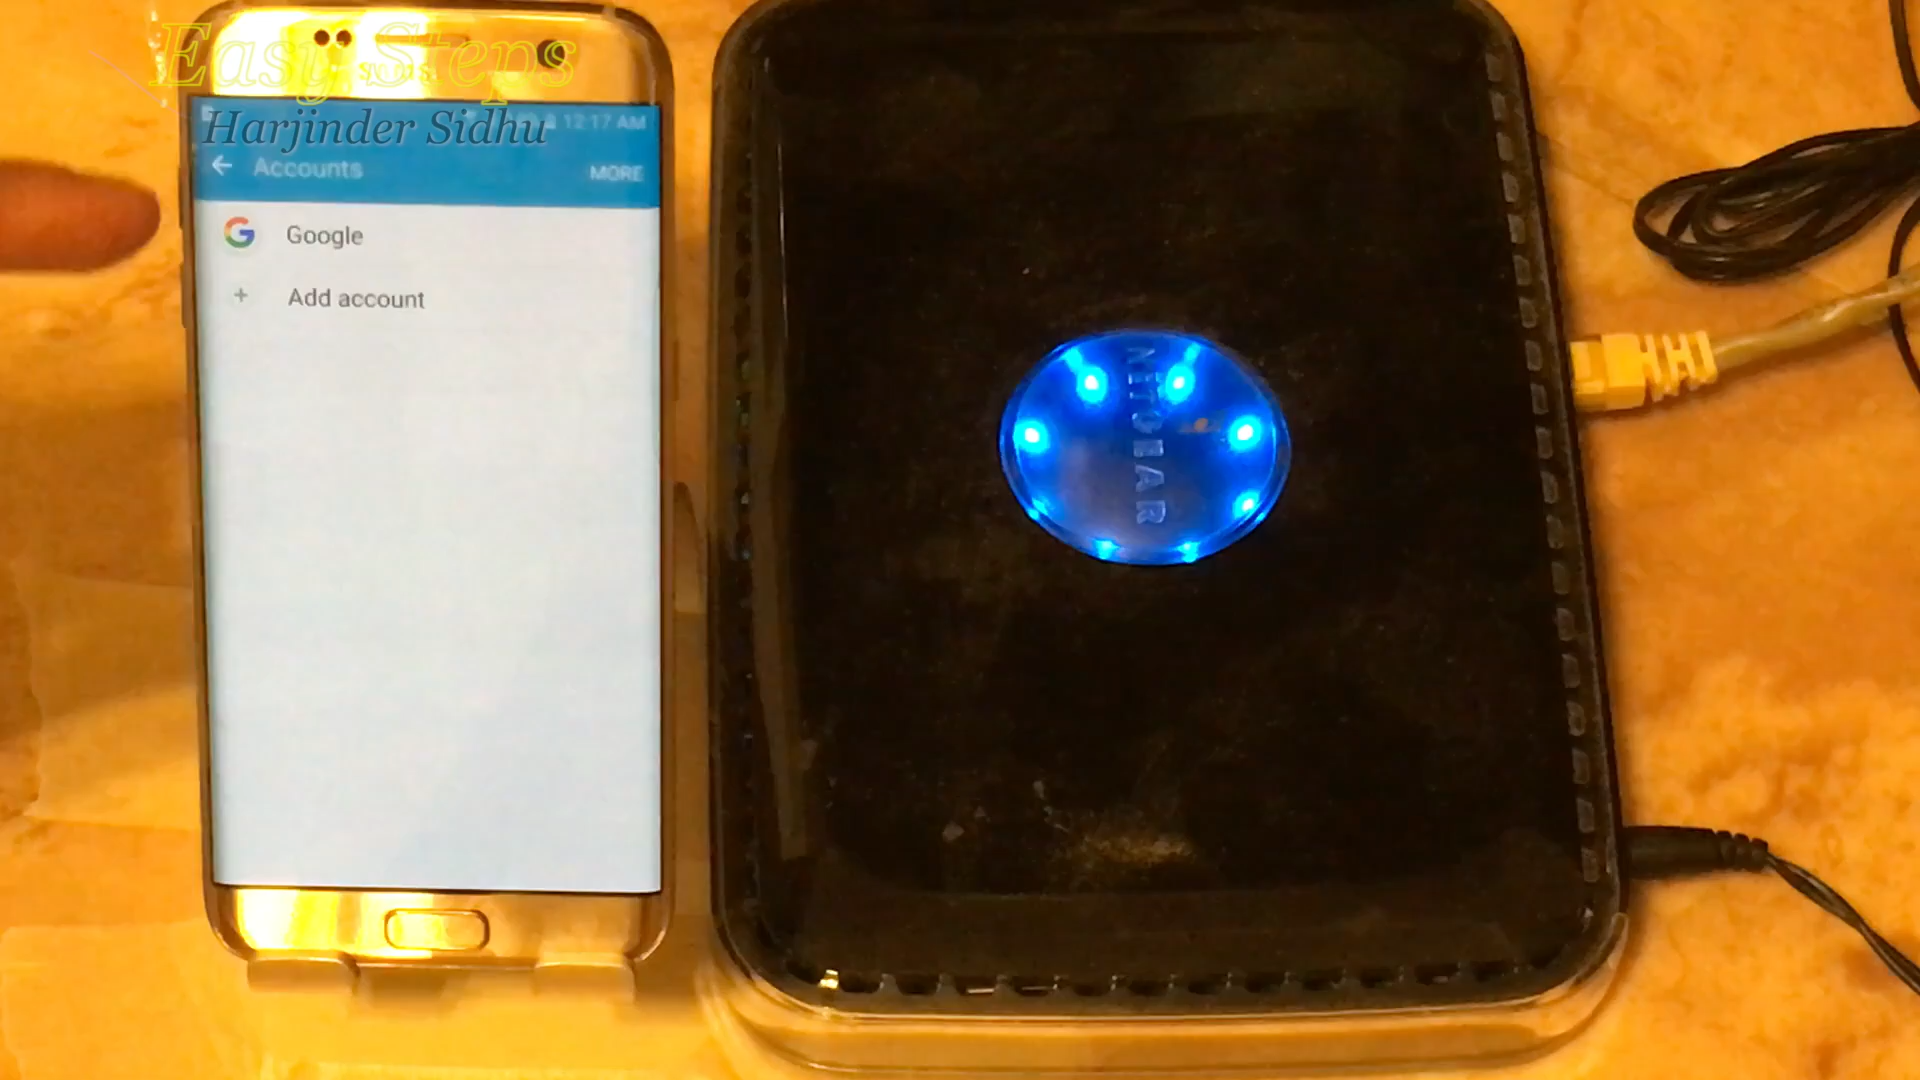 Easy Steps
Harjinder Sidhu
12:17 AM
Accounts
MORE
Google
Add account
NETGEAR